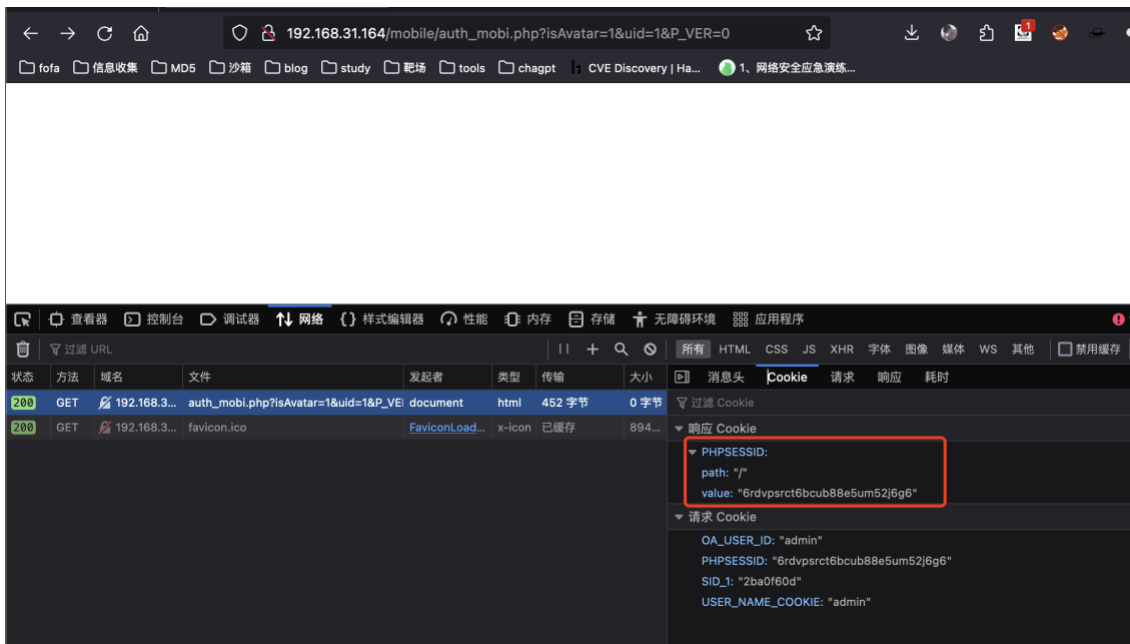 192.168.31.164/mobile/auth_mobi.php?isAvatar=1&uid=1&P_VER=0
1
fofa 信息收集 MD5 沙箱 blog study 靶场 tools chagpt h CVE Discovery | Ha... 1、网络安全应急演练...
查看器 控制台 调试器 网络 {} 样式编辑器 性能 内存 存储 无障碍环境 应用程序
过滤 URL 所有 HTML CSS JS XHR 字体 图像 媒体 WS 其他 禁用缓存
状态 方法 域名 文件 发起者 类型 传输 大小 消息头 Cookie 请求 响应 耗时
200 GET 192.168.3... auth_mobi.php?isAvatar=1&uid=1&P_VE document html 452 字节 0 字节 过滤 Cookie
200 GET 192.168.3... favicon.ico FaviconLoad... x-icon 已缓存 894... 响应 Cookie
PHPSESSID:
path: "/"
value: "6rdvpsrct6bcub88e5um52j6g6"
请求 Cookie
OA_USER_ID: "admin"
PHPSESSID: "6rdvpsrct6bcub88e5um52j6g6"
SID_1: "2ba0f60d"
USER_NAME_COOKIE: "admin"